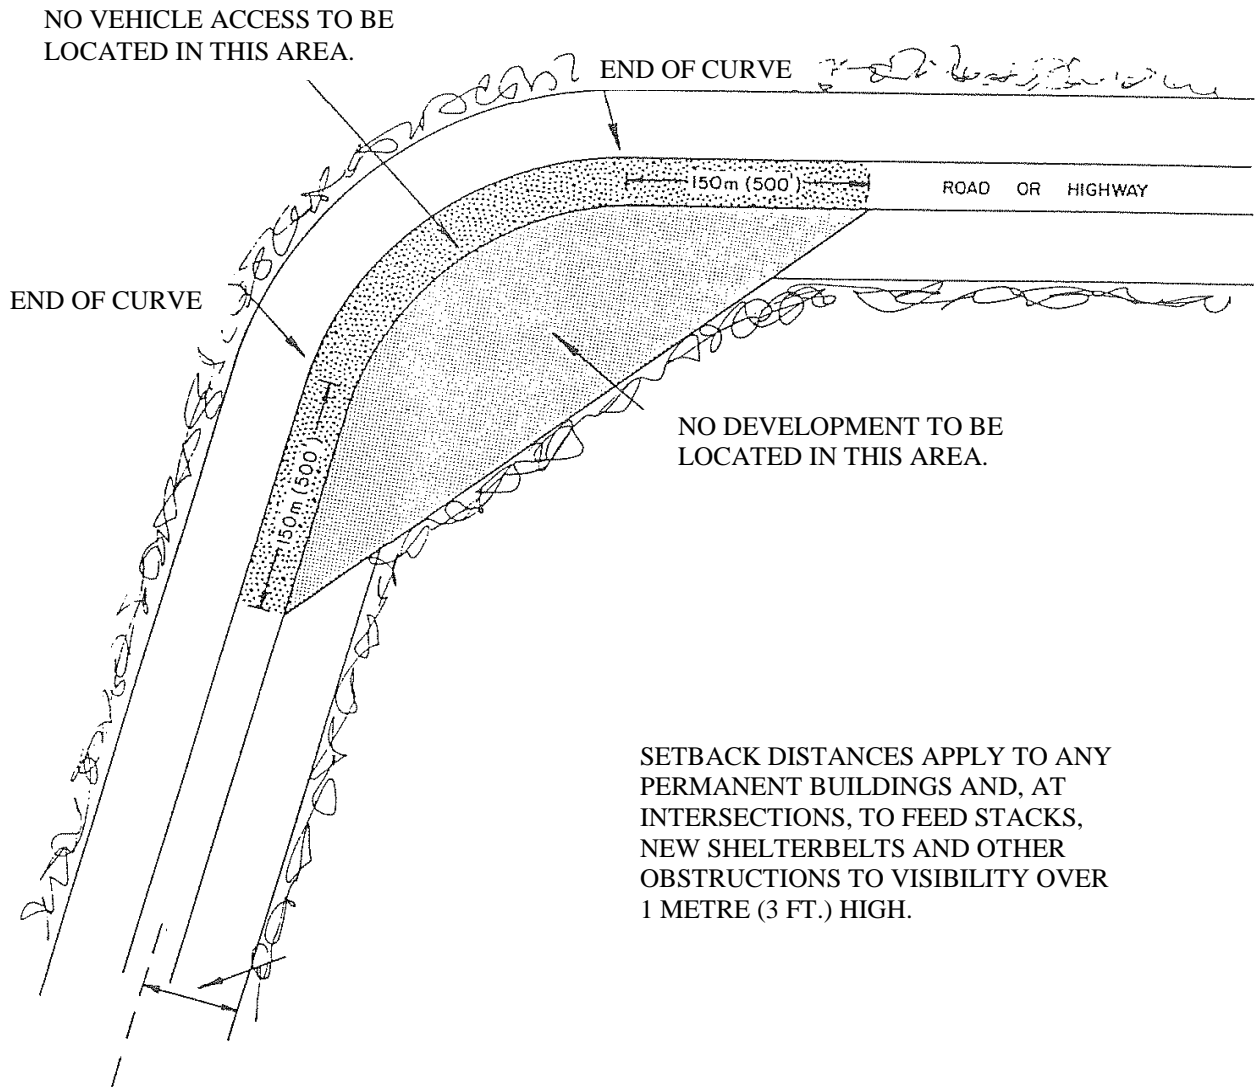 NO VEHICLE ACCESS TO BE
LOCATED IN THIS AREA.
END OF CURVE
150m (500')
ROAD OR HIGHWAY
END OF CURVE
NO DEVELOPMENT TO BE
LOCATED IN THIS AREA.
150m (500')
SETBACK DISTANCES APPLY TO ANY
PERMANENT BUILDINGS AND, AT
INTERSECTIONS, TO FEED STACKS,
NEW SHELTERBELTS AND OTHER
OBSTRUCTIONS TO VISIBILITY OVER
1 METRE (3 FT.) HIGH.